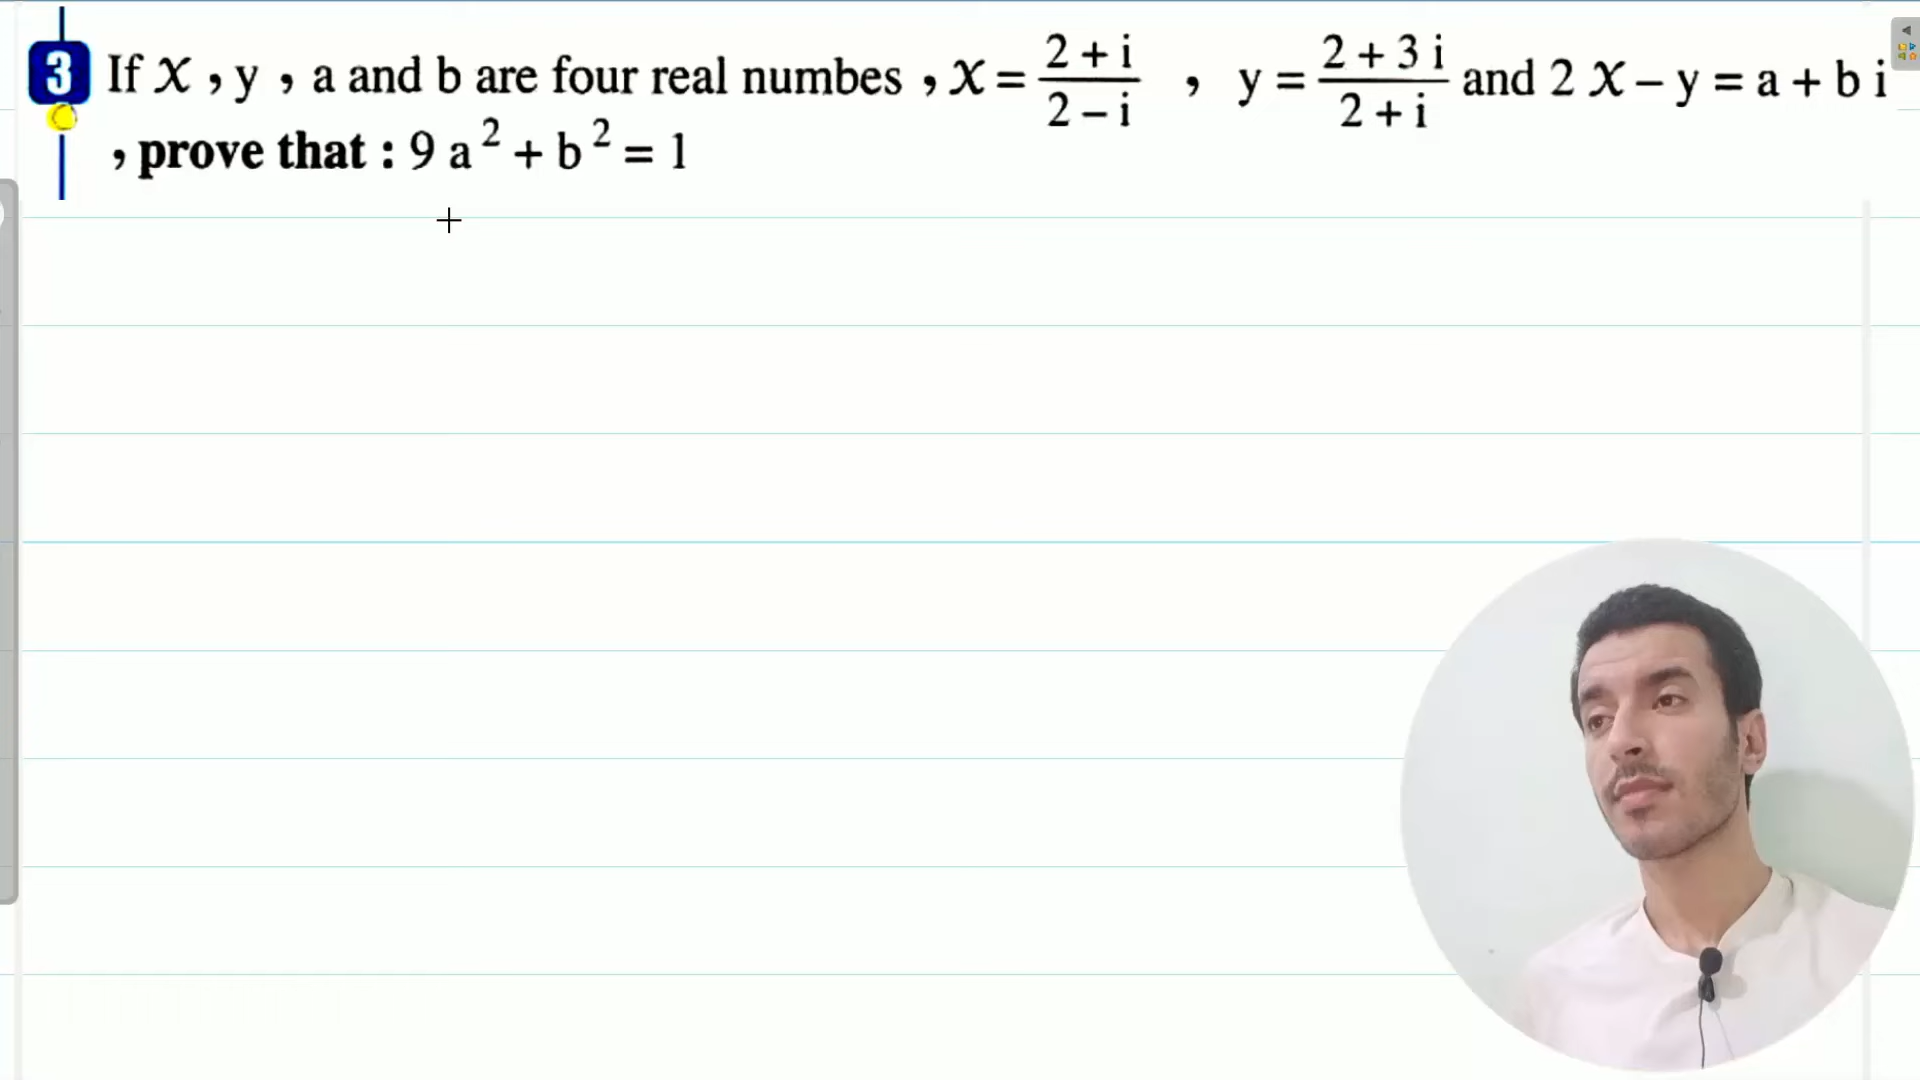 3 If x , y , a and b are four real numbes , x = (2 + i)/(2 – i) , y = (2 + 3 i)/(2 + i) and 2 x – y = a + b i
, prove that : 9 a² + b² = 1